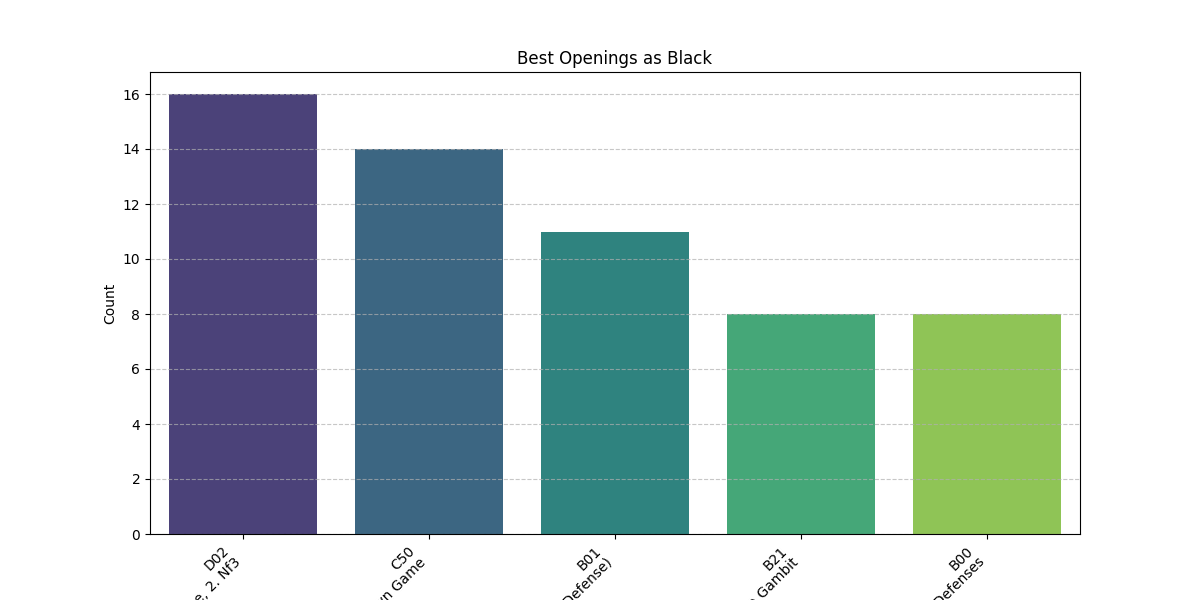 Best Openings as Black
16
14
12
10
8
6
4
2
0
Count
D02
2. Nf3
C50
Game
B01
Defense)
B21
Gambit
B00
Defenses